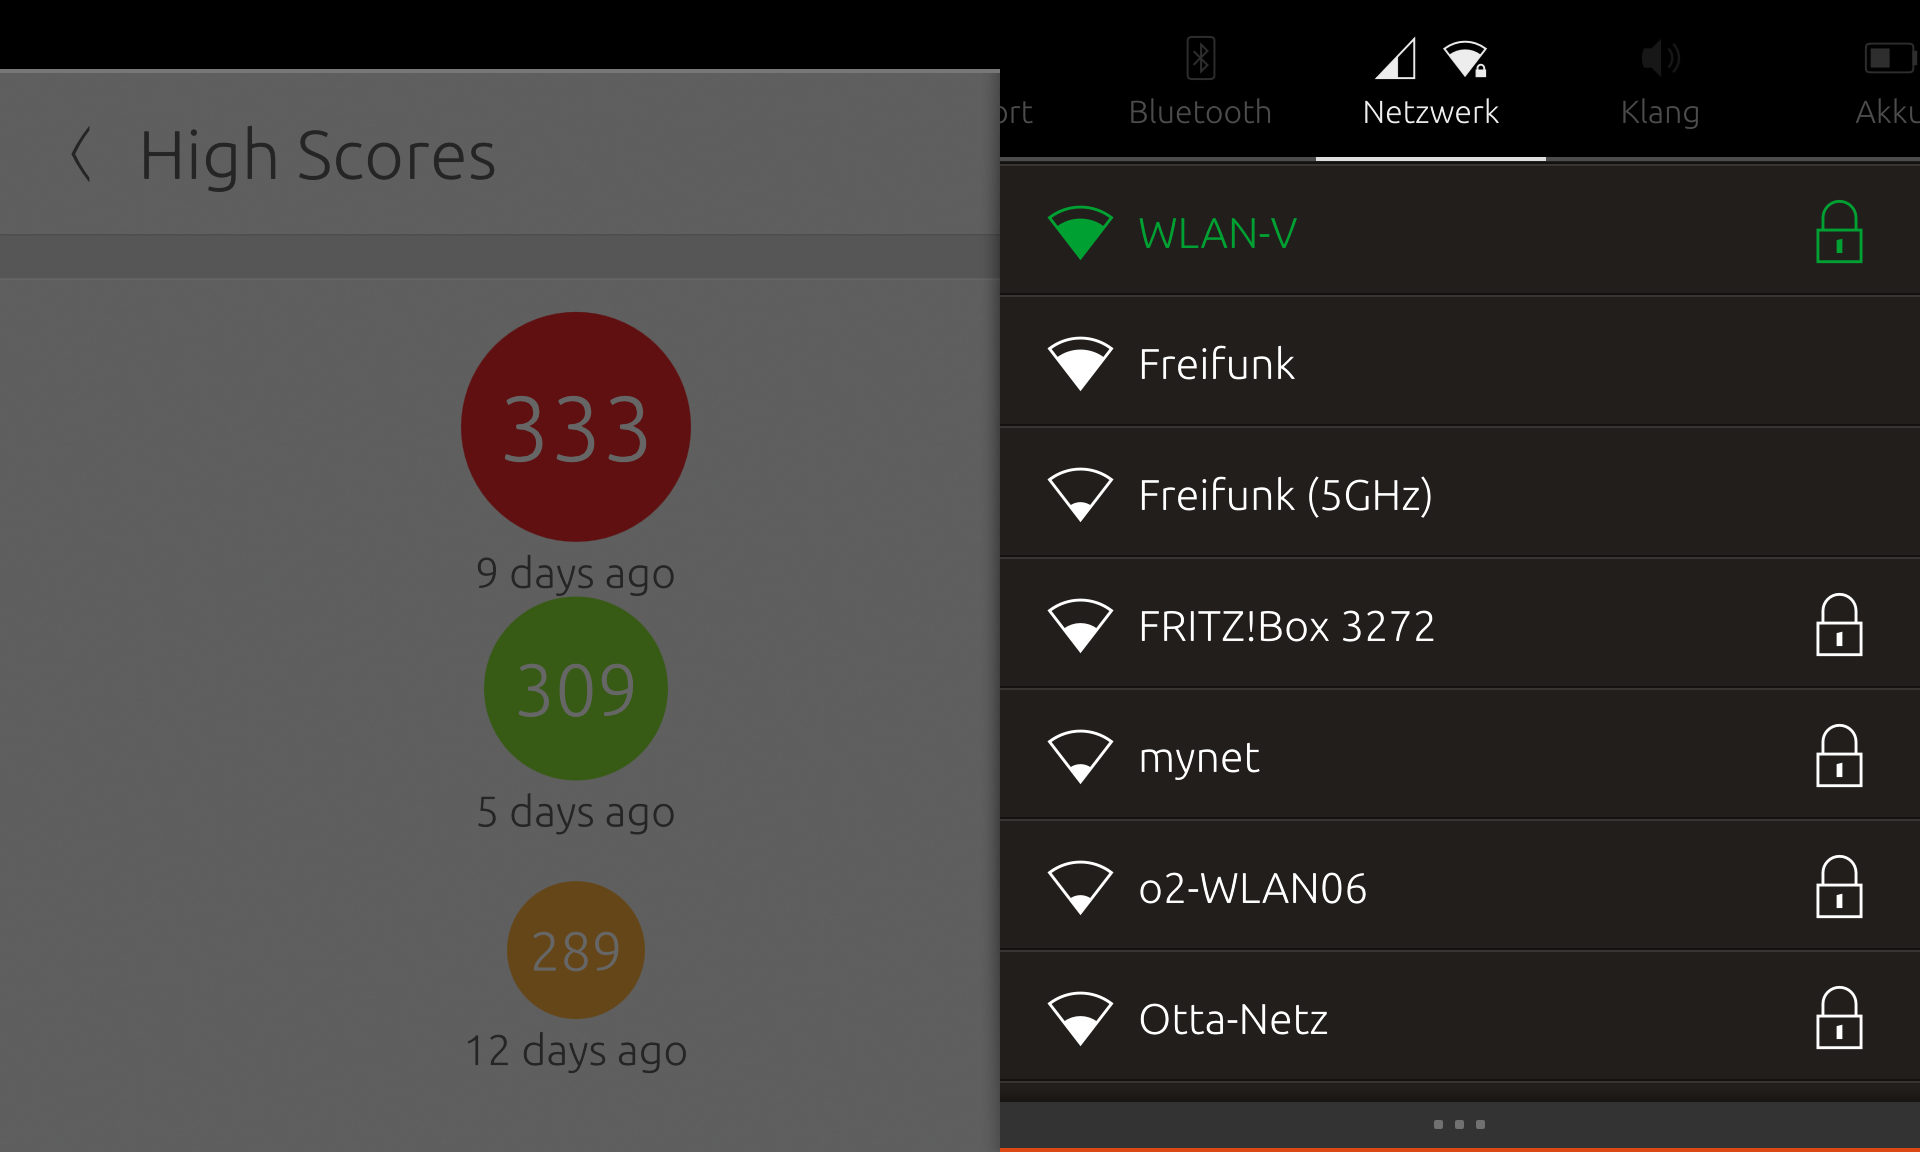 High Scores
333
9 days ago
309
5 days ago
289
12 days ago
ort Bluetooth Netzwerk Klang Akku
WLAN-V
Freifunk
Freifunk (5GHz)
FRITZ!Box 3272
mynet
o2-WLAN06
Otta-Netz